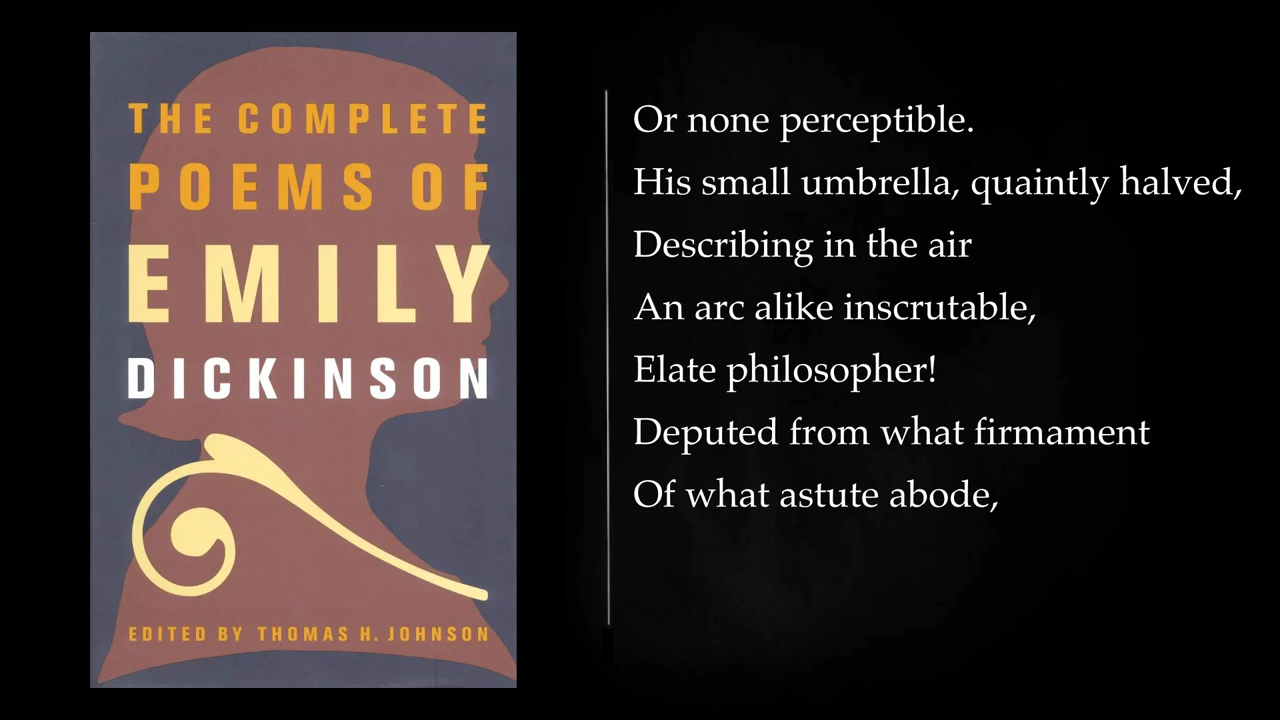 THE COMPLETE
POEMS OF
EMILY
DICKINSON
EDITED BY THOMAS H. JOHNSON
Or none perceptible.
His small umbrella, quaintly halved,
Describing in the air
An arc alike inscrutable,
Elate philosopher!
Deputed from what firmament
Of what astute abode,